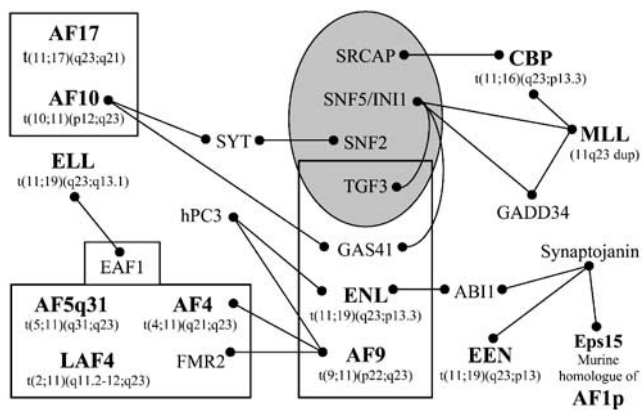 AF17
t(11;17)(q23;q21)
AF10
t(10;11)(p12;q23)
ELL
t(11;19)(q23;q13.1)
EAF1
AF5q31
t(5;11)(q31;q23)
AF4
t(4;11)(q21;q23)
LAF4
t(2;11)(q11.2-12;q23)
FMR2
SYT
hPC3
SRCAP
SNF5/INI1
SNF2
TGF3
GAS41
ENL
t(11;19)(q23;p13.3)
AF9
t(9;11)(p22;q23)
CBP
t(11;16)(q23;p13.3)
MLL
(11q23 dup)
GADD34
Synaptojanin
ABI1
EEN
t(11;19)(q23;p13)
Eps15
Murine
homologue of
AF1p